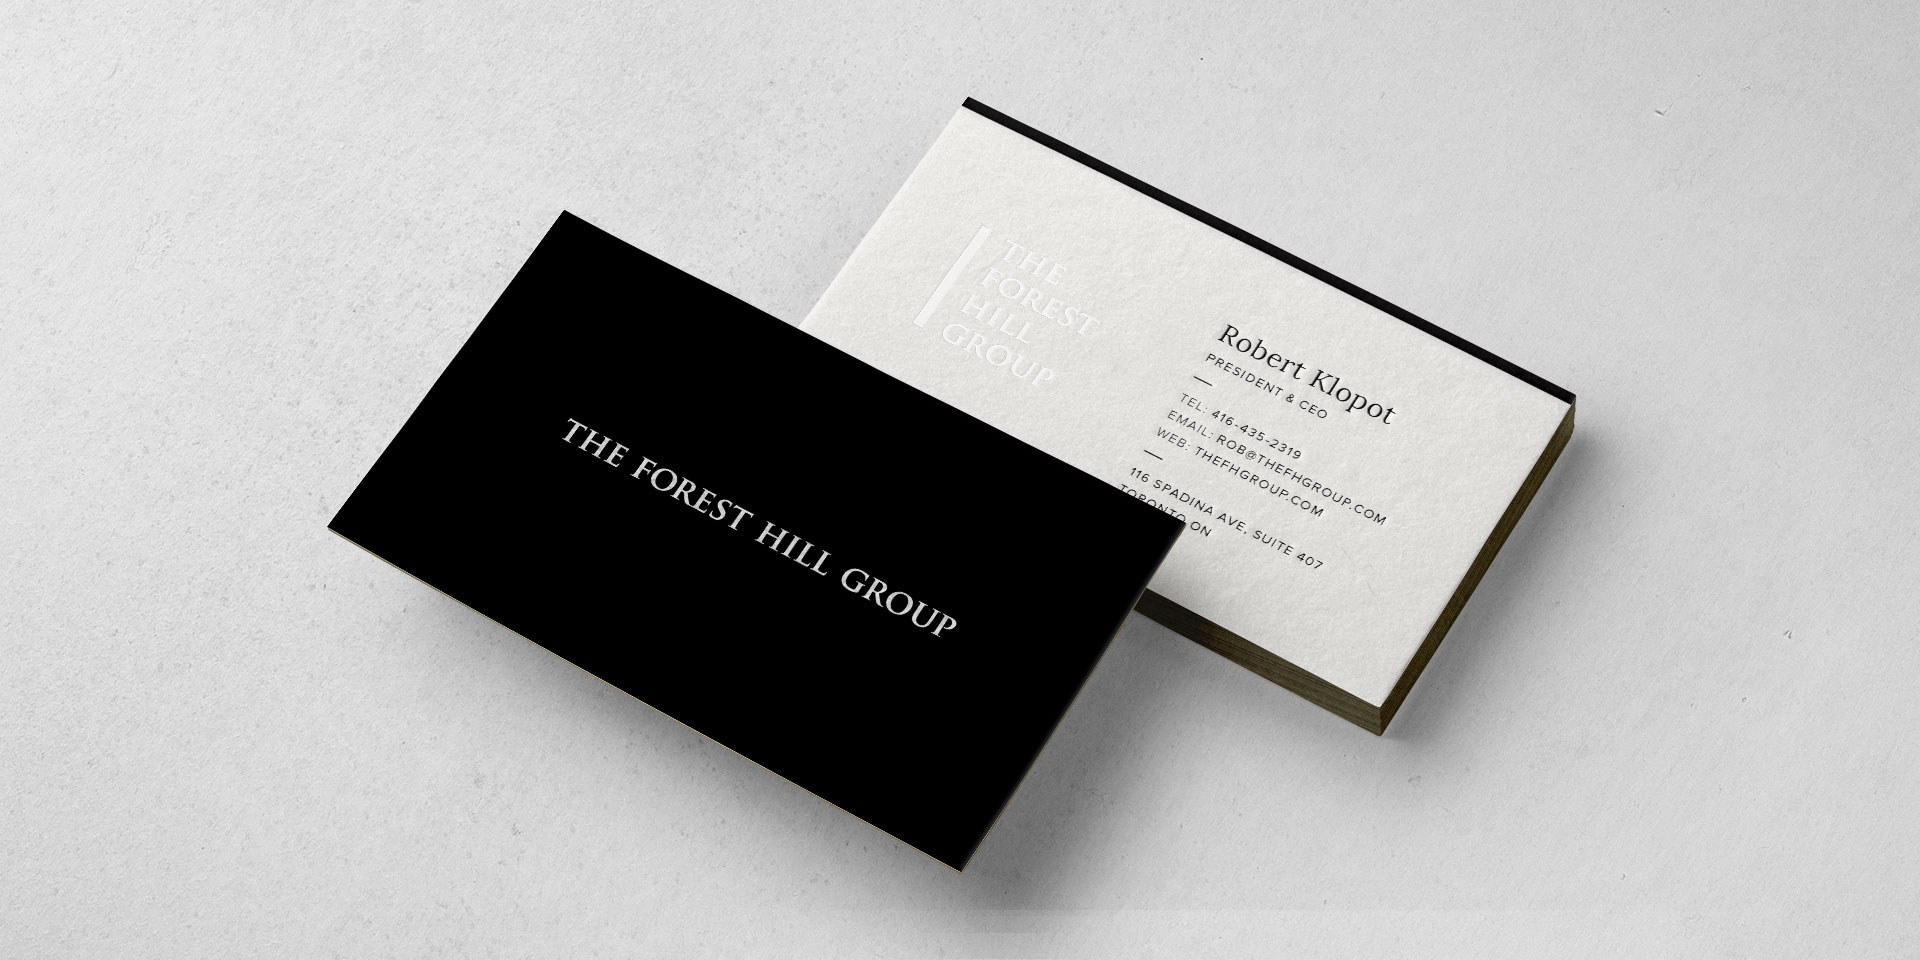 THE FOREST HILL GROUP
THE
FOREST
HILL
GROUP
Robert Klopot
PRESIDENT & CEO
TEL: 416-435-2319
EMAIL: ROB@THEFHGROUP.COM
WEB: THEFHGROUP.COM
116 SPADINA AVE, SUITE 407
TORONTO ON